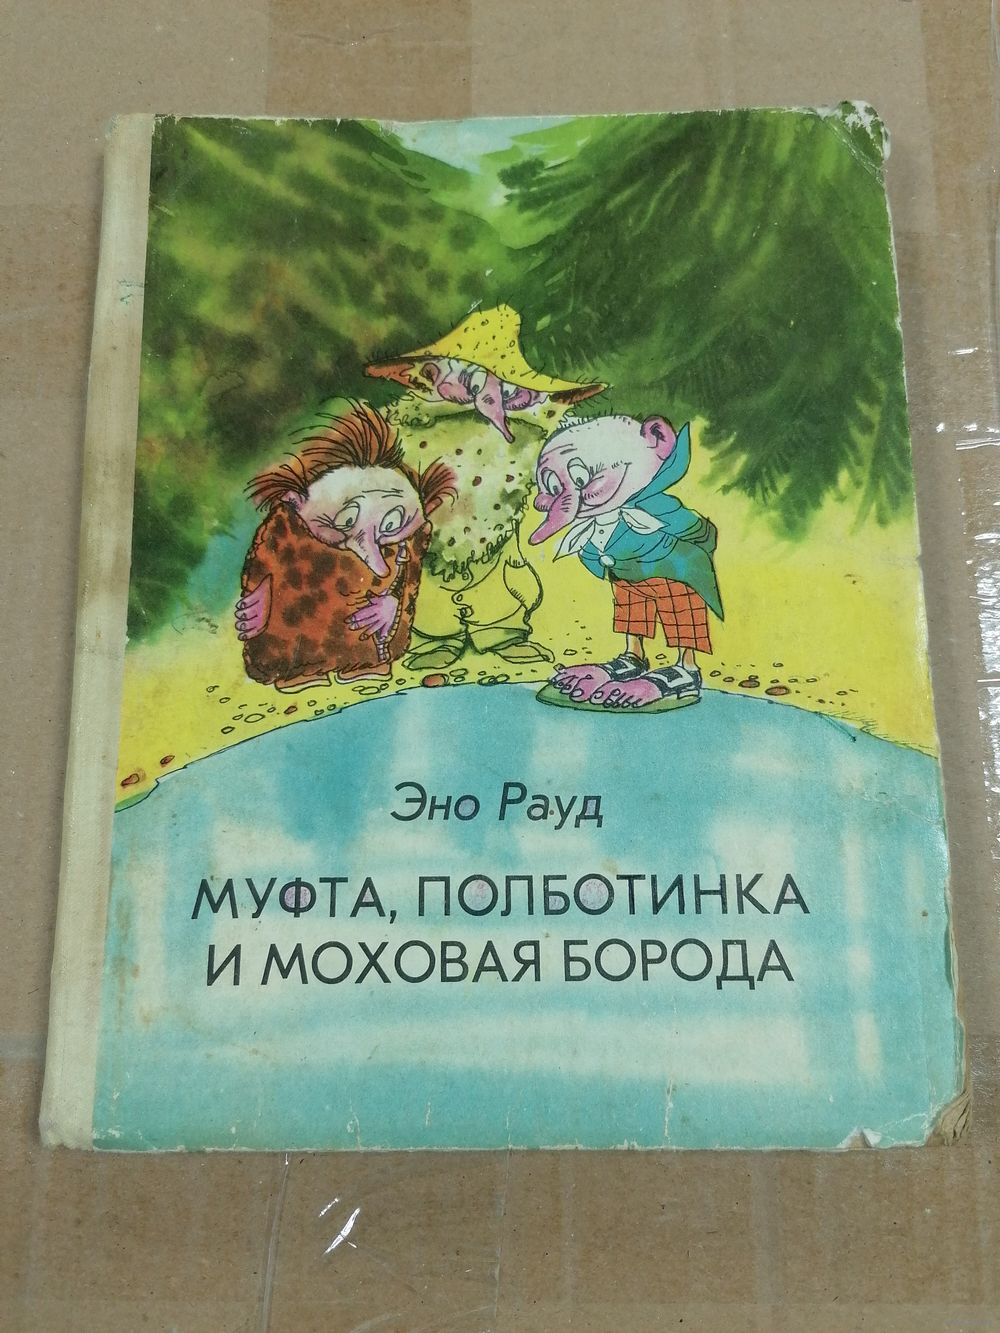 Эно Рауд
МУФТА, ПОЛБОТИНКА
И МОХОВАЯ БОРОДА